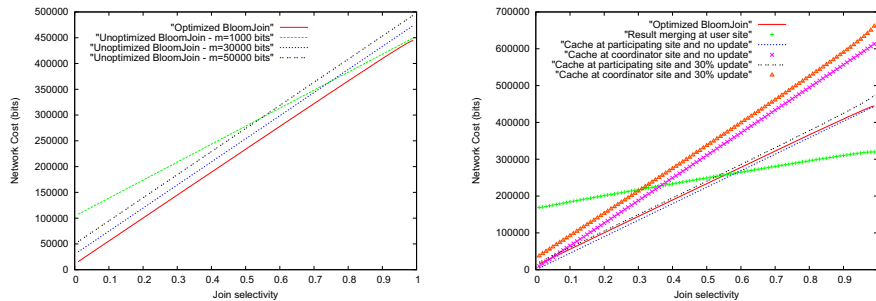 500000
450000
400000
350000
300000
250000
200000
150000
100000
50000
0
Network Cost (bits)
"Optimized BloomJoin"
"Unoptimized BloomJoin - m=1000 bits"
"Unoptimized BloomJoin - m=30000 bits"
"Unoptimized BloomJoin - m=50000 bits"
0 0.1 0.2 0.3 0.4 0.5 0.6 0.7 0.8 0.9 1
Join selectivity
700000
600000
500000
400000
300000
200000
100000
0
Network Cost (bits)
"Optimized BloomJoin"
"Result merging at user site"
"Cache at participating site and no update"
"Cache at coordinator site and no update"
"Cache at participating site and 30% update"
"Cache at coordinator site and 30% update"
0 0.1 0.2 0.3 0.4 0.5 0.6 0.7 0.8 0.9
Join selectivity